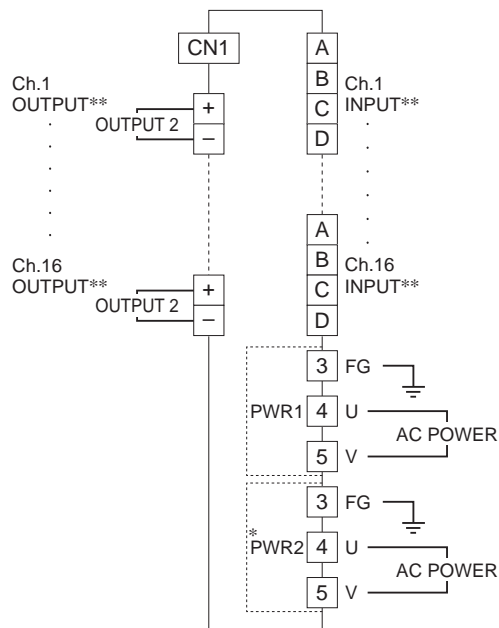 CN1
A
B
C
D
Ch.1
INPUT**
Ch.1
OUTPUT**
OUTPUT 2
+
−
A
B
C
D
Ch.16
INPUT**
Ch.16
OUTPUT**
OUTPUT 2
+
−
PWR1
3 FG
4 U
5 V
AC POWER
*PWR2
3 FG
4 U
5 V
AC POWER